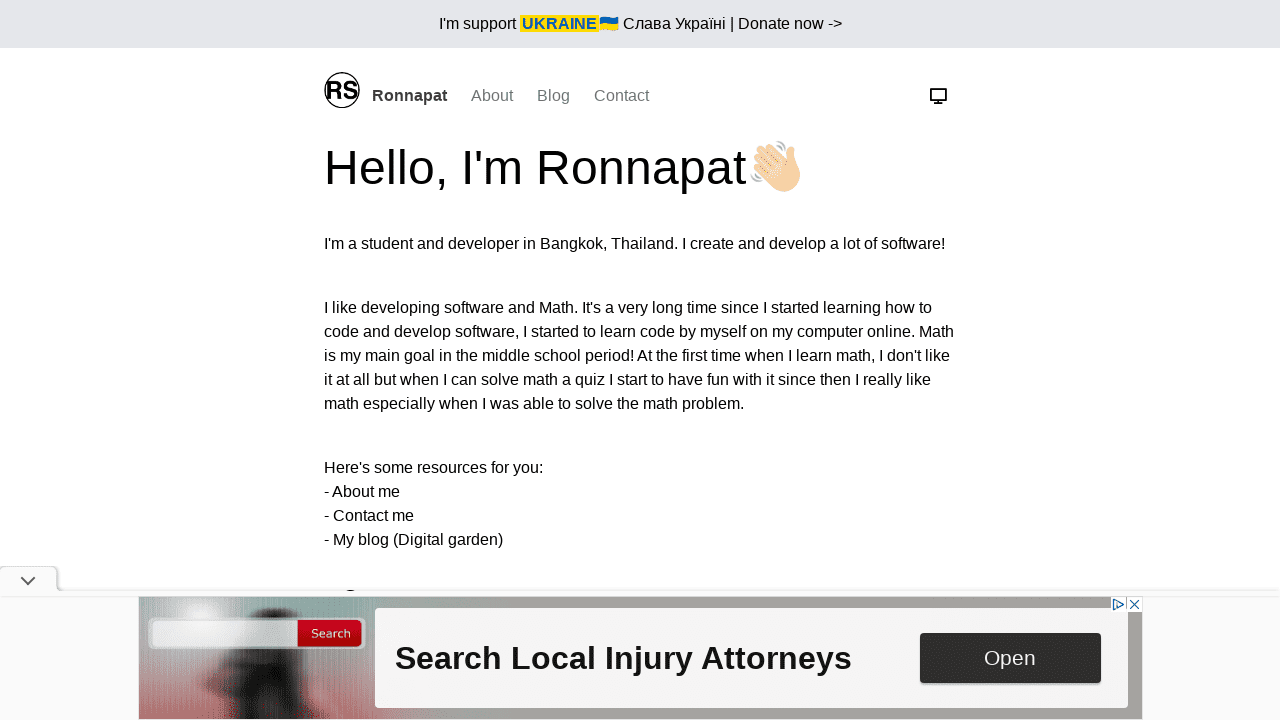 I'm support UKRAINE🇺🇦 Слава Україні | Donate now ->
RS Ronnapat About Blog Contact
Hello, I'm Ronnapat👋🏻
I'm a student and developer in Bangkok, Thailand. I create and develop a lot of software!
I like developing software and Math. It's a very long time since I started learning how to
code and develop software, I started to learn code by myself on my computer online. Math
is my main goal in the middle school period! At the first time when I learn math, I don't like
it at all but when I can solve math a quiz I start to have fun with it since then I really like
math especially when I was able to solve the math problem.
Here's some resources for you:
- About me
- Contact me
- My blog (Digital garden)
Search
Search Local Injury Attorneys
Open